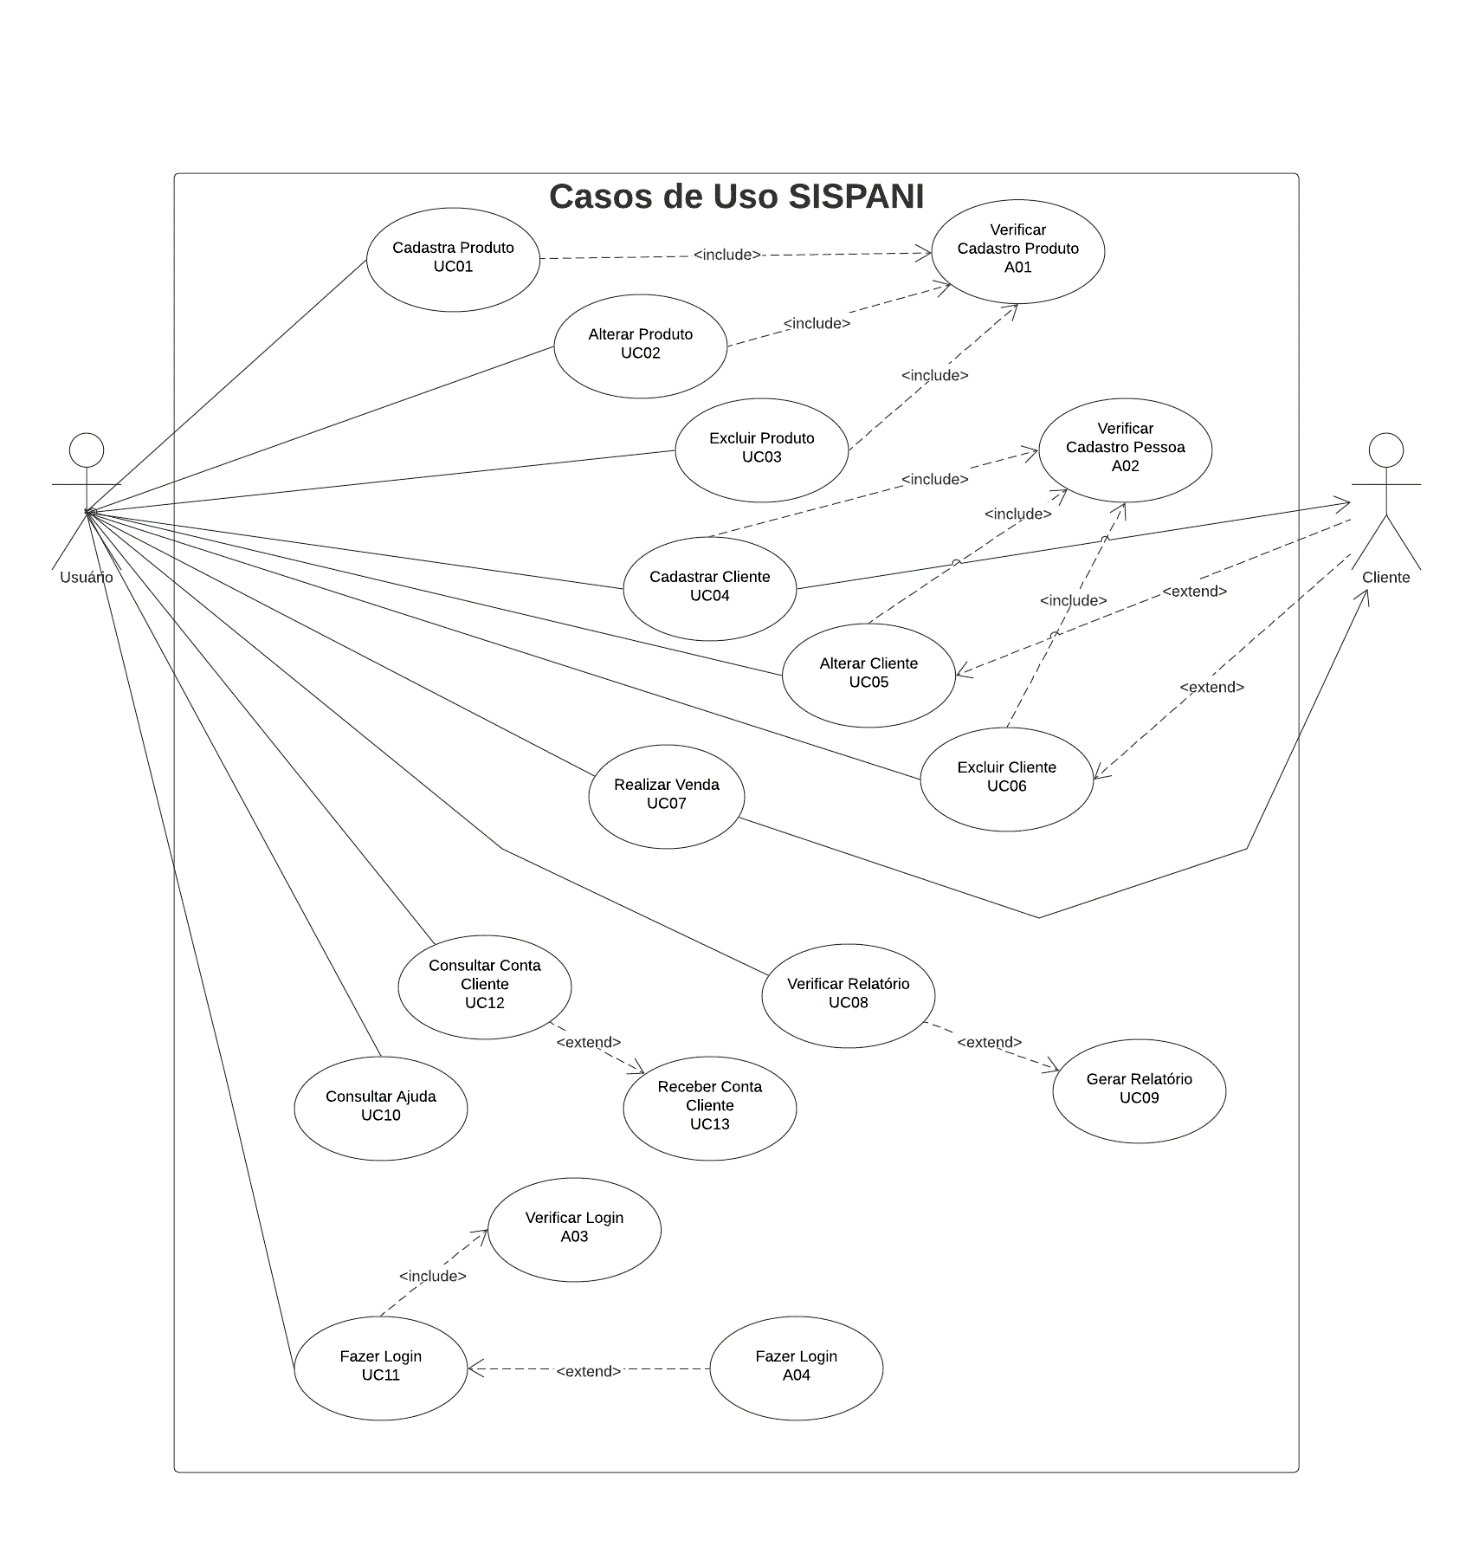 Casos de Uso SISPANI
Cadastra Produto
UC01
<include>
Verificar
Cadastro Produto
A01
Alterar Produto
UC02
<include>
<include>
Excluir Produto
UC03
Verificar
Cadastro Pessoa
A02
<include>
<include>
Usuário
Cliente
Cadastrar Cliente
UC04
<include>
<extend>
Alterar Cliente
UC05
<extend>
Excluir Cliente
UC06
Realizar Venda
UC07
Consultar Conta
Cliente
UC12
Verificar Relatório
UC08
<extend>
<extend>
Gerar Relatório
UC09
Consultar Ajuda
UC10
Receber Conta
Cliente
UC13
Verificar Login
A03
<include>
Fazer Login
UC11
<extend>
Fazer Login
A04